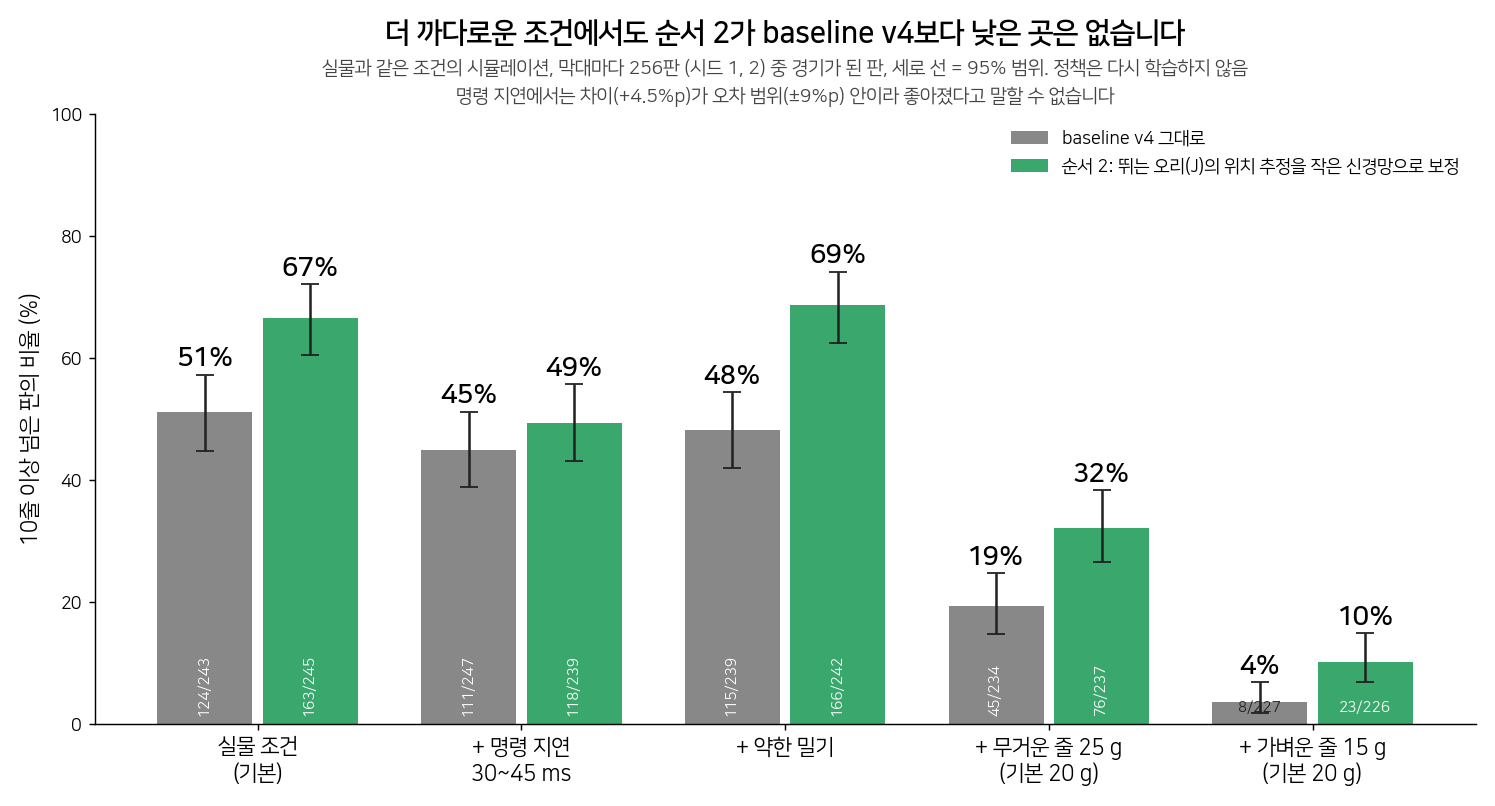 더 까다로운 조건에서도 순서 2가 baseline v4보다 낮은 곳은 없습니다
실물과 같은 조건의 시뮬레이션, 막대마다 256판 (시드 1, 2) 중 경기가 된 판, 세로 선 = 95% 범위. 정책은 다시 학습하지 않음
명령 지연에서는 차이(+4.5%p)가 오차 범위(±9%p) 안이라 좋아졌다고 말할 수 없습니다
baseline v4 그대로
순서 2: 뛰는 오리(J)의 위치 추정을 작은 신경망으로 보정
10줄 이상 넘은 판의 비율 (%)
100
80
60
40
20
0
51%
67%
45%
49%
48%
69%
19%
32%
4%
10%
124/243
163/245
111/247
118/239
115/239
166/242
45/234
76/237
8/227
23/226
실물 조건
(기본)
+ 명령 지연
30~45 ms
+ 약한 밀기
+ 무거운 줄 25 g
(기본 20 g)
+ 가벼운 줄 15 g
(기본 20 g)